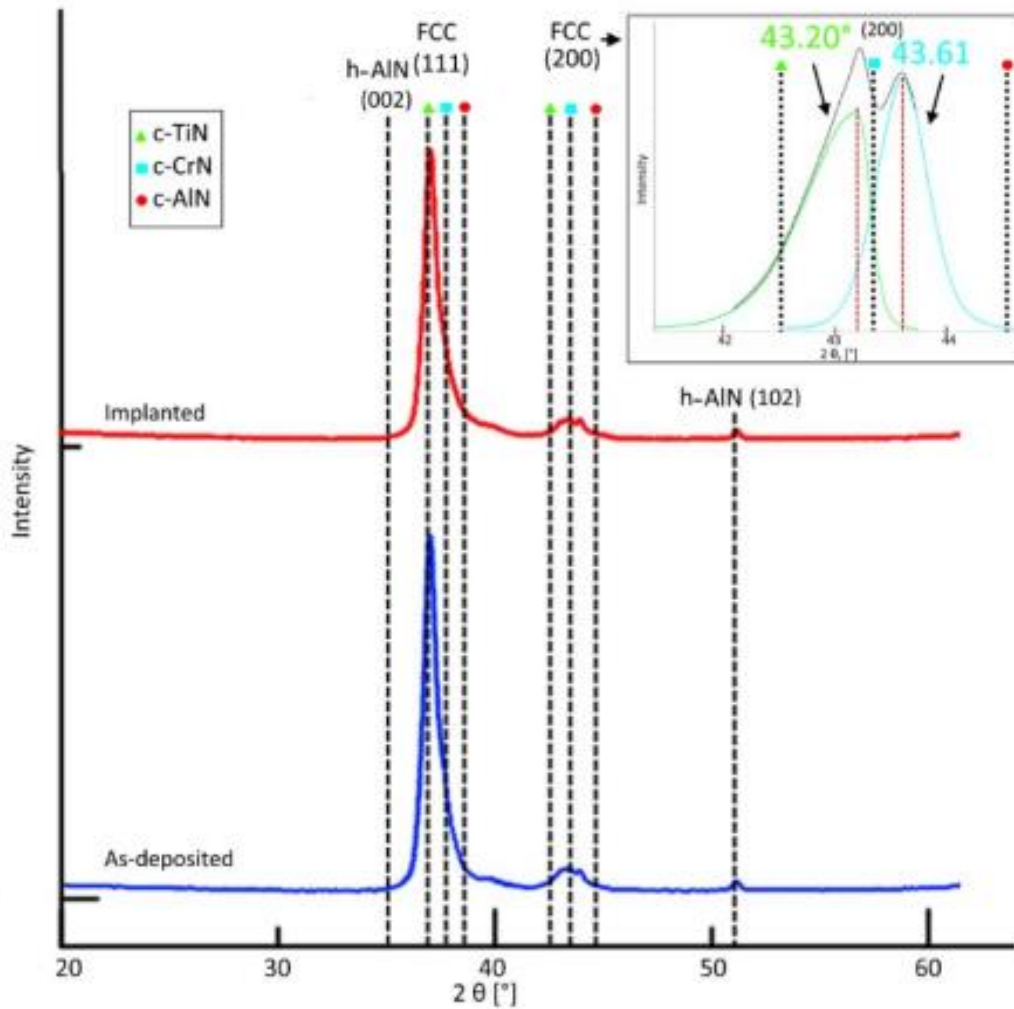 FCC
(111)
h-AlN
(002)
FCC
(200)
c-TiN
c-CrN
c-AlN
43.20°
(200)
43.61
Intensity
42
43
44
2 θ, [°]
h-AlN (102)
Implanted
Intensity
As-deposited
20
30
40
50
60
2 θ [°]